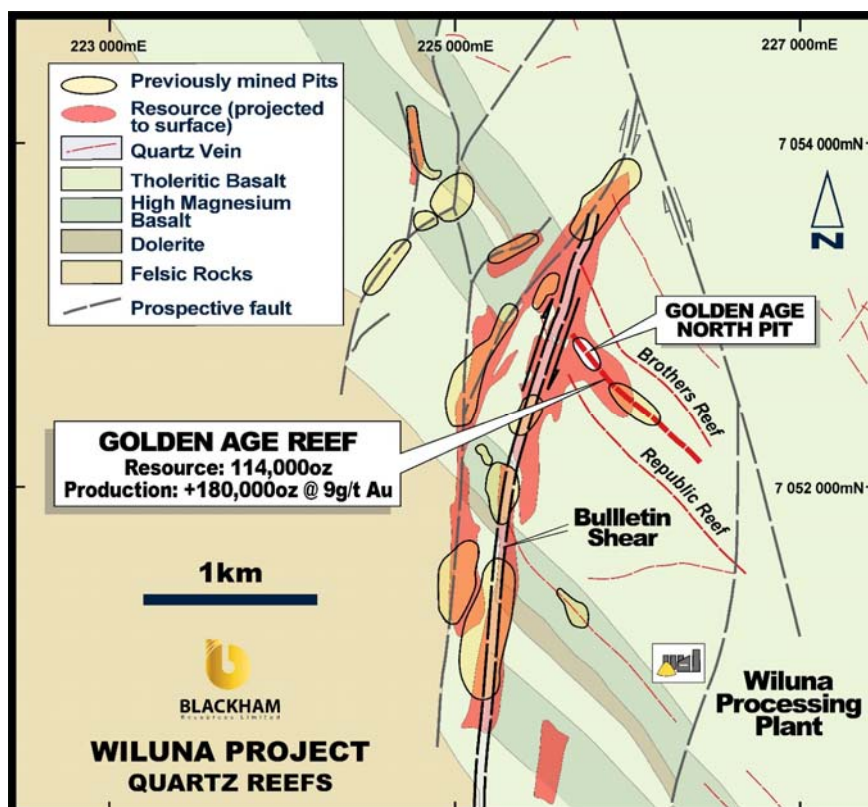 223 000mE
225 000mE
227 000mE
Previously mined Pits
Resource (projected
to surface)
Quartz Vein
Tholeritic Basalt
High Magnesium
Basalt
Dolerite
Felsic Rocks
Prospective fault
7 054 000mN
N
GOLDEN AGE
NORTH PIT
Brothers Reef
GOLDEN AGE REEF
Resource: 114,000oz
Production: +180,000oz @ 9g/t Au
Republic Reef
7 052 000mN
Bullletin
Shear
1km
BLACKHAM
Resources Limited
Wiluna
Processing
Plant
WILUNA PROJECT
QUARTZ REEFS